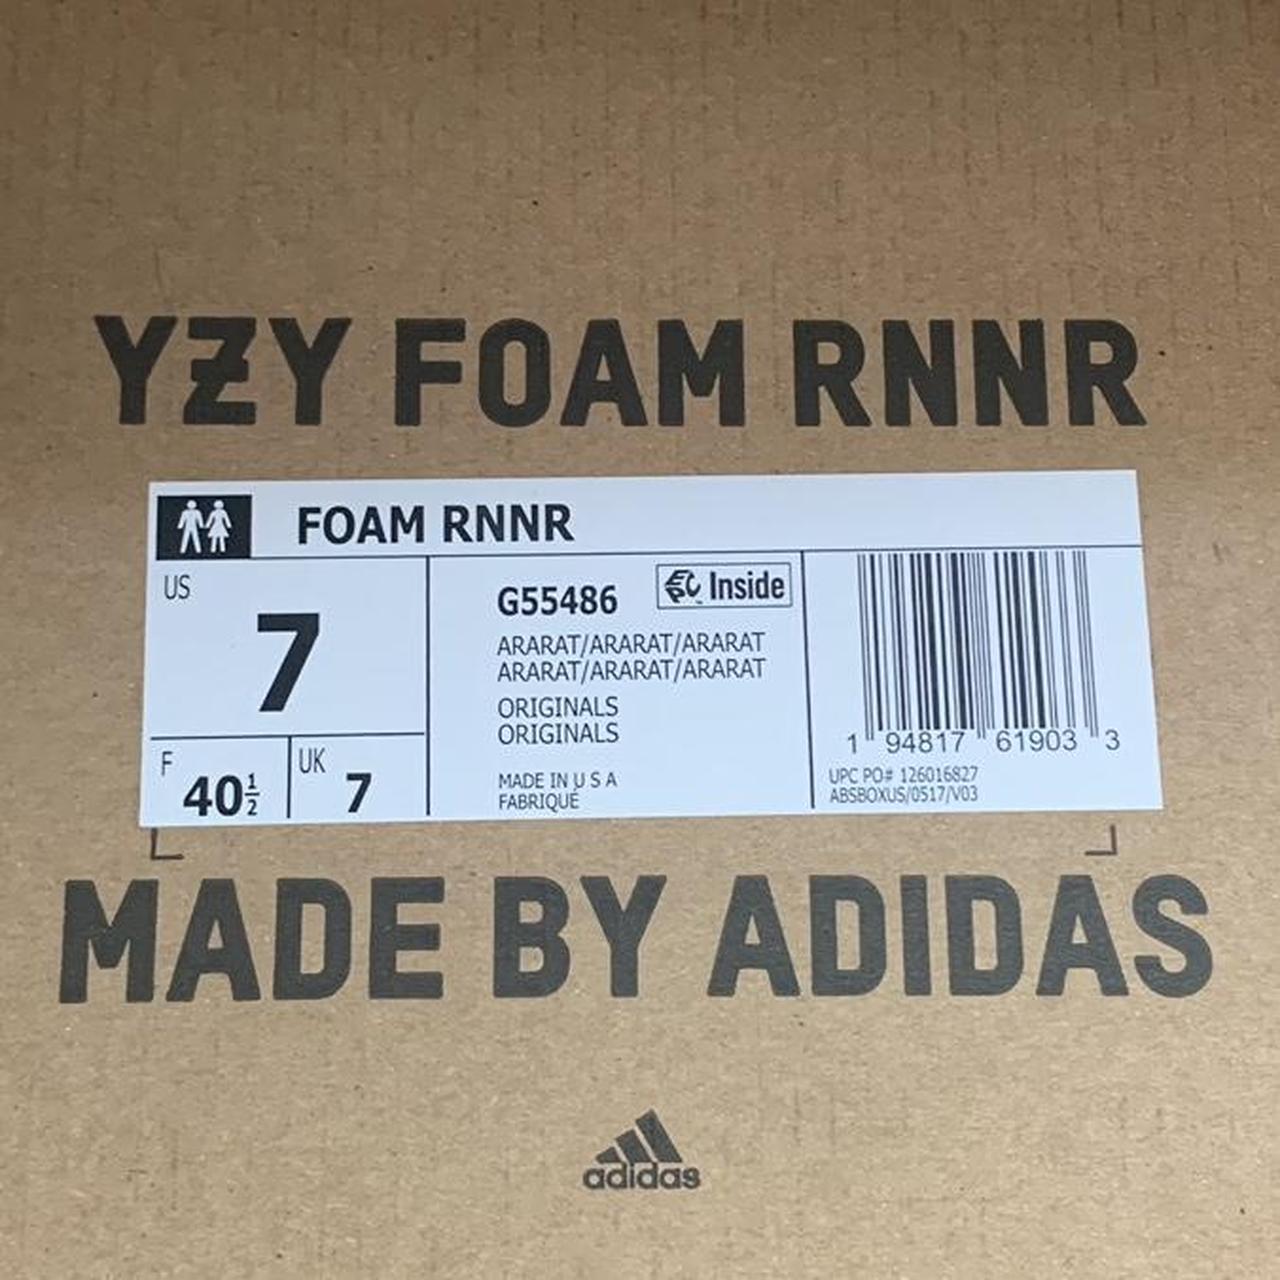 YZY FOAM RNNR
FOAM RNNR
US
7
F
40½
UK
7
G55486
EPC Inside
ARARAT/ARARAT/ARARAT
ARARAT/ARARAT/ARARAT
ORIGINALS
ORIGINALS
MADE IN U S A
FABRIQUÉ
1 94817 61903 3
UPC PO# 126016827
ABSBOXUS/0517/V03
MADE BY ADIDAS
adidas